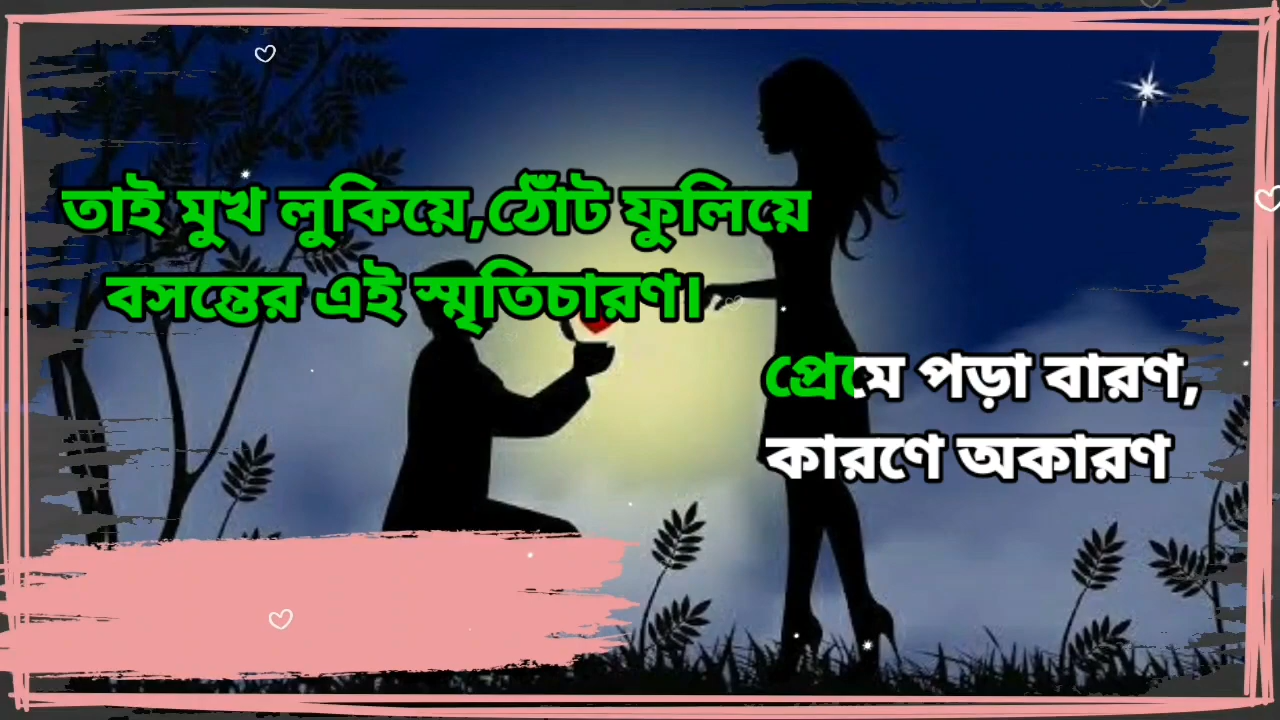 তাই মুখ লুকিয়ে,ঠোঁট ফুলিয়ে
বসন্তের এই স্মৃতিচারণ।
প্রেমে পড়া বারণ,
কারণে অকারণ